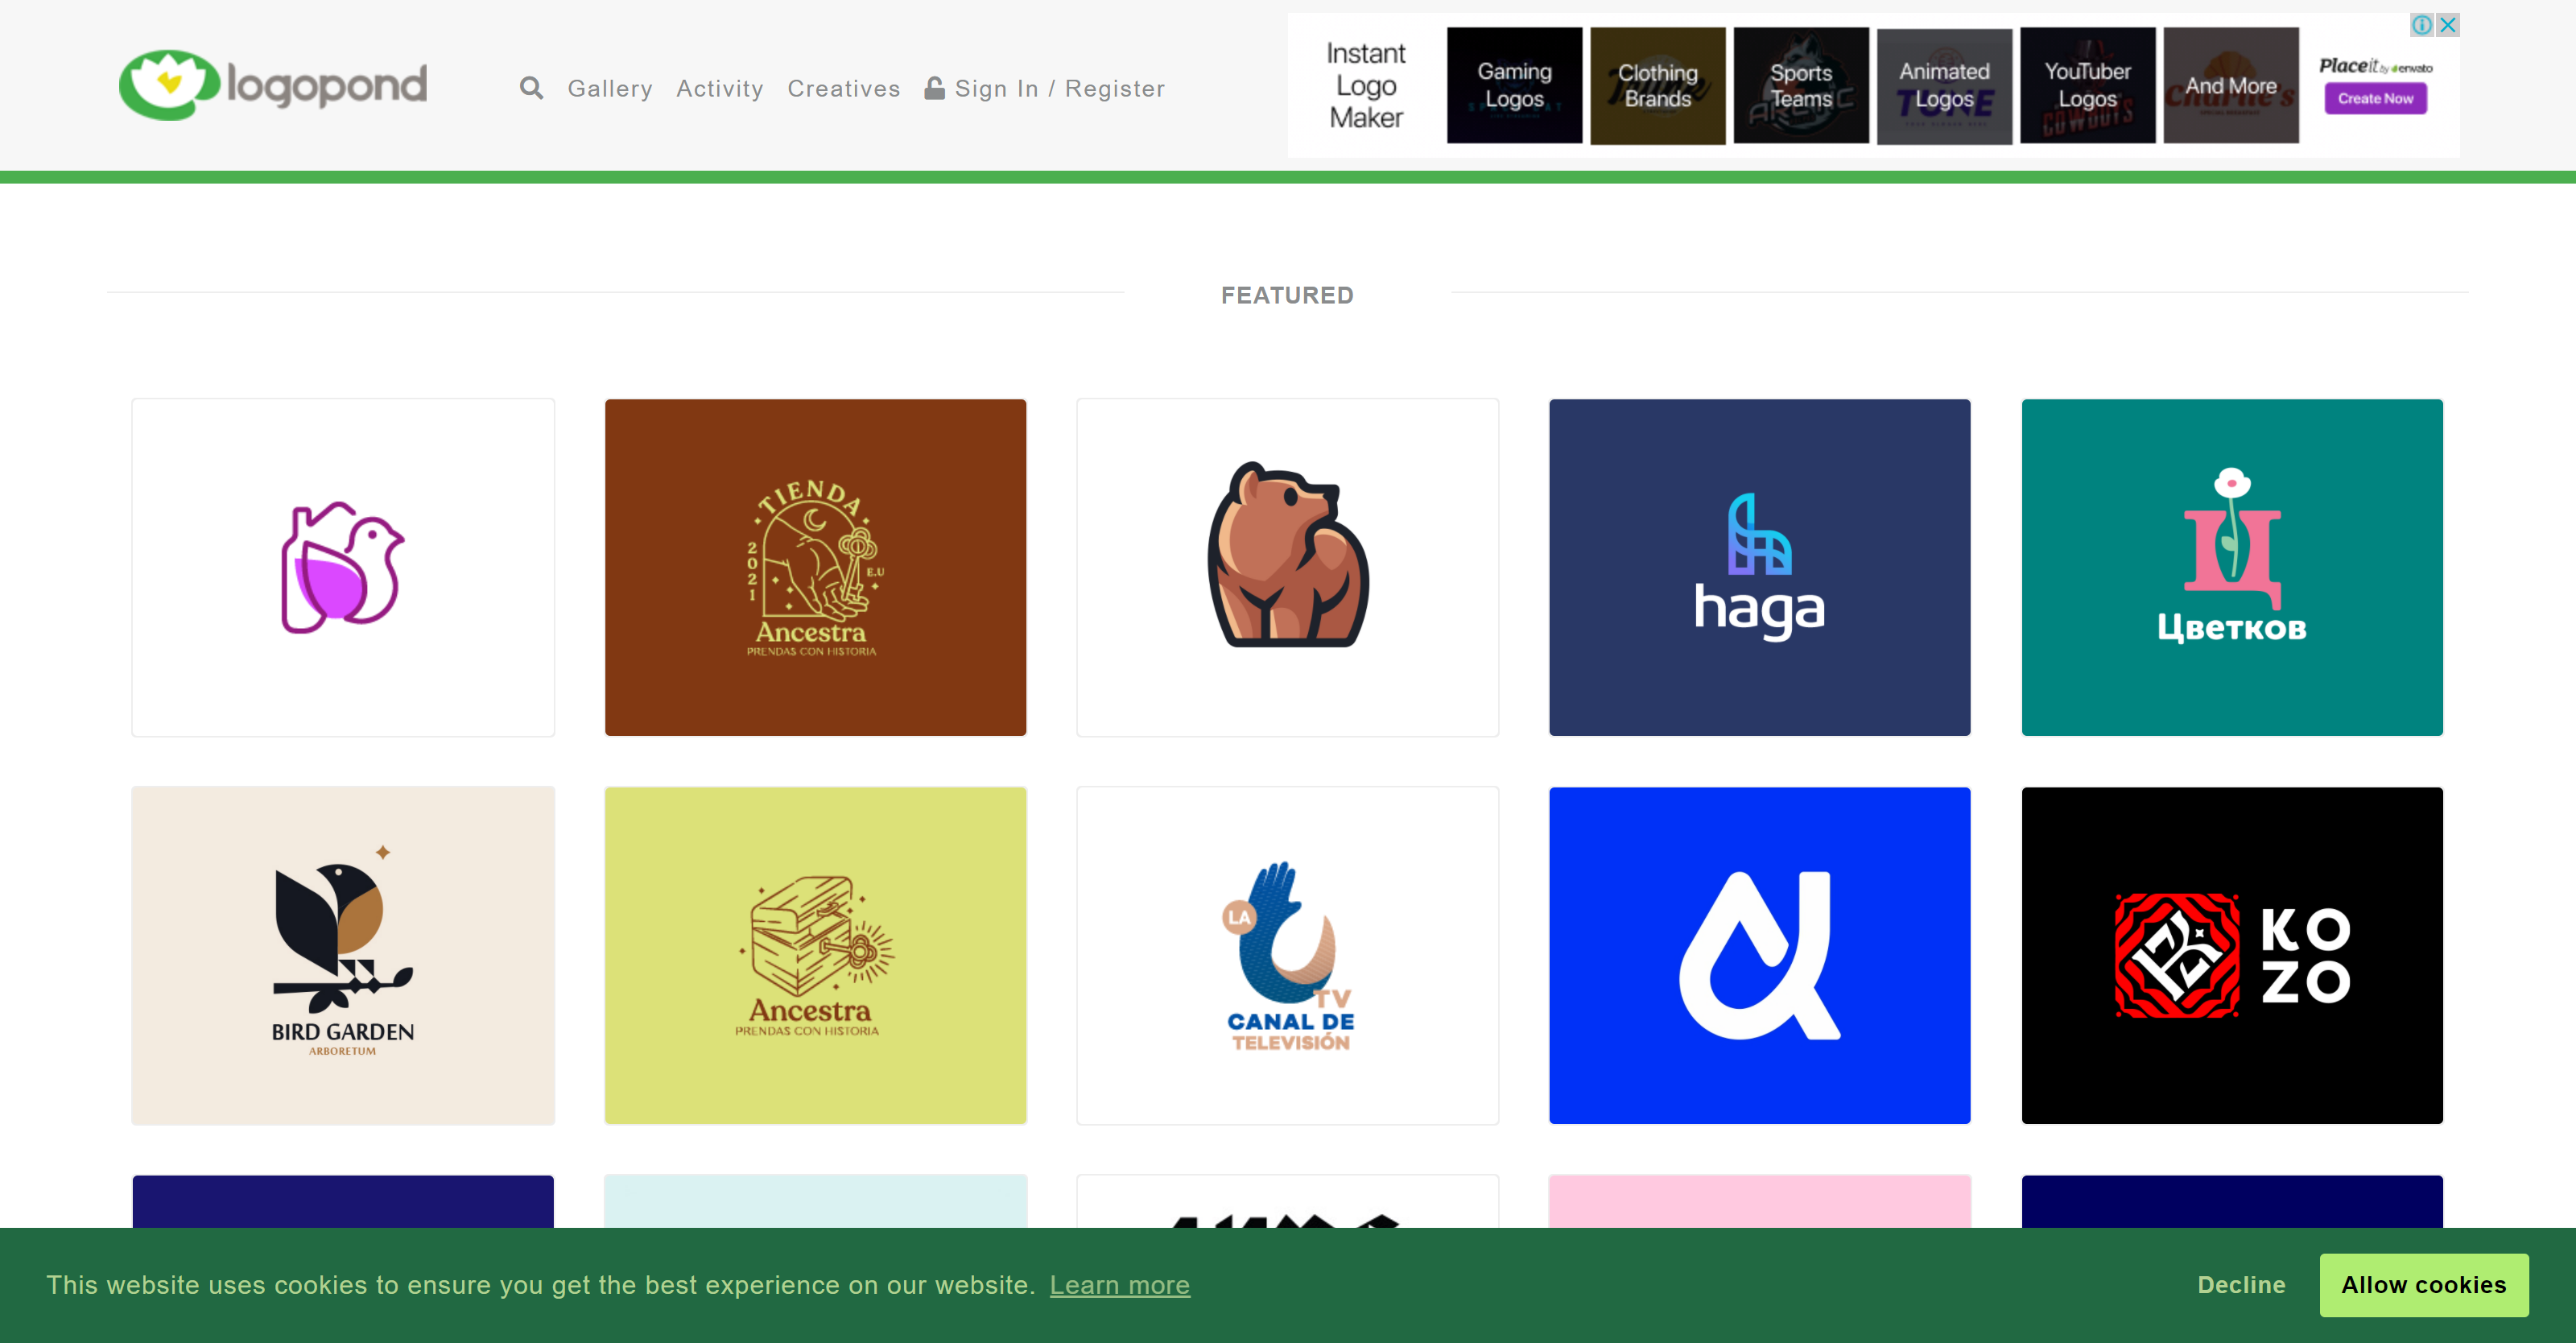 logopond
Gallery Activity Creatives Sign In / Register
Instant
Logo
Maker
Gaming
Logos
Clothing
Brands
Sports
Teams
Animated
Logos
YouTuber
Logos
And More
Placeit by envato
Create Now
FEATURED
TIENDA
2021
E.U
Ancestra
PRENDAS CON HISTORIA
haga
Ц
Цветков
BIRD GARDEN
ARBORETUM
Ancestra
PRENDAS CON HISTORIA
LA
TV
CANAL DE
TELEVISIÓN
KO
ZO
This website uses cookies to ensure you get the best experience on our website. Learn more
Decline
Allow cookies